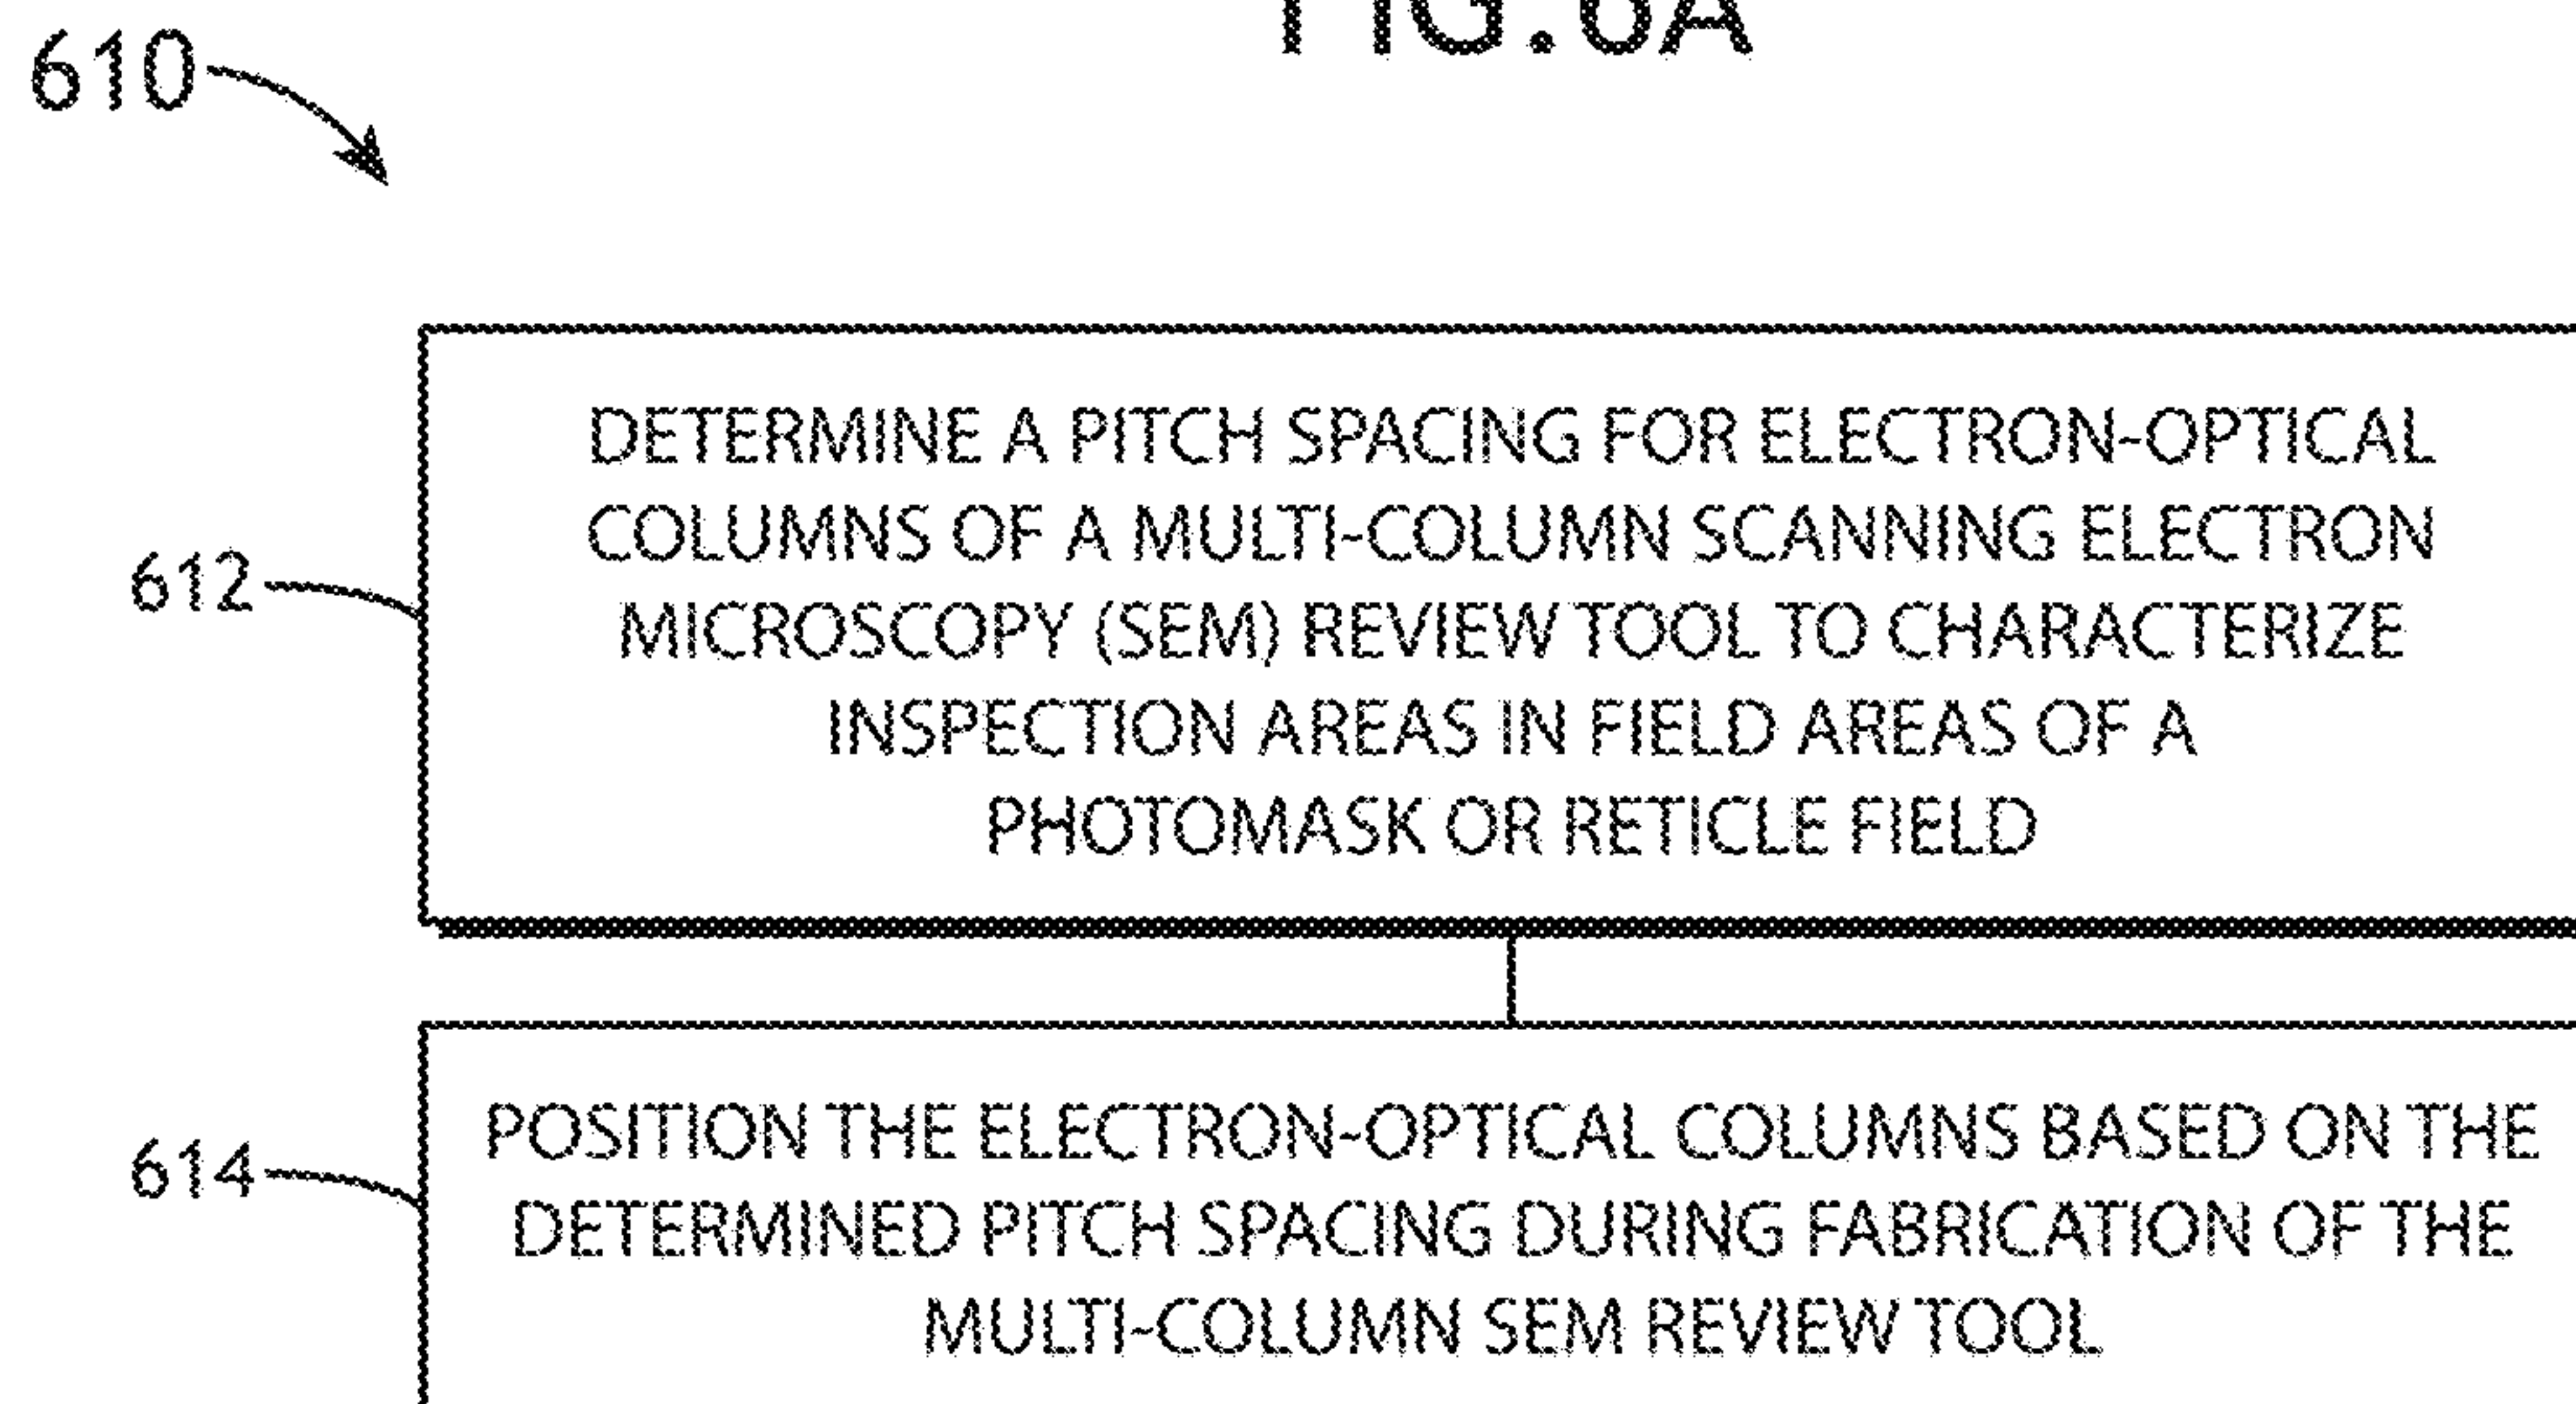 FIG.6A
610
DETERMINE A PITCH SPACING FOR ELECTRON-OPTICAL
COLUMNS OF A MULTI-COLUMN SCANNING ELECTRON
612
MICROSCOPY (SEM) REVIEW TOOL TO CHARACTERIZE
INSPECTION AREAS IN FIELD AREAS OF A
PHOTOMASK OR RETICLE FIELD
POSITION THE ELECTRON-OPTICAL COLUMNS BASED ON THE
614
DETERMINED PITCH SPACING DURING FABRICATION OF THE
MULTI-COLUMN SEM REVIEW TOOL